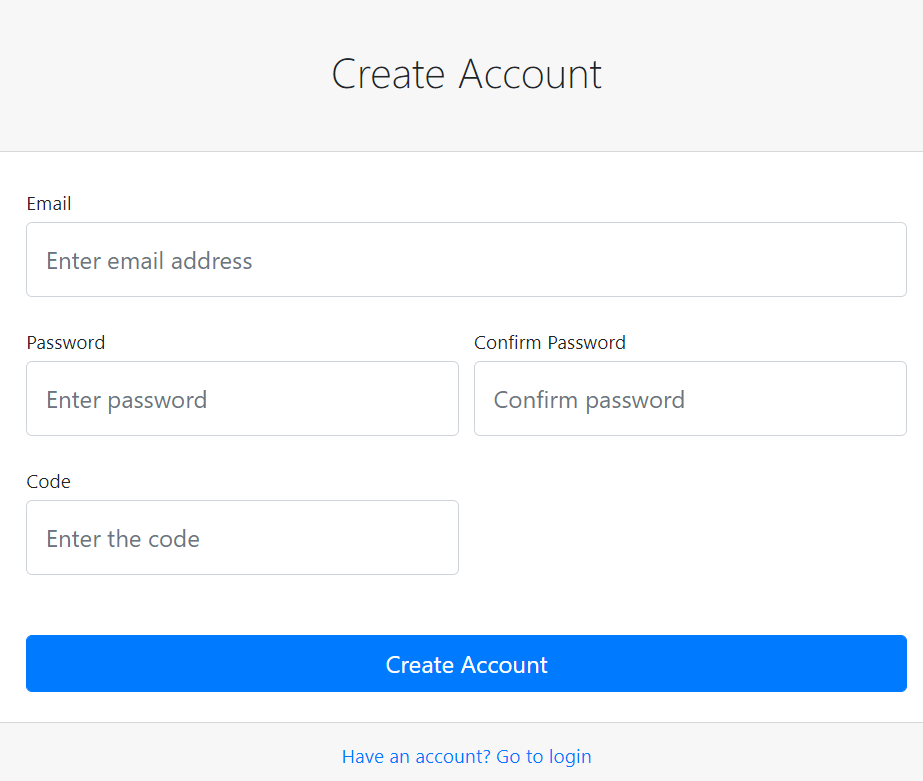 Create Account
Email
Enter email address
Password
Confirm Password
Enter password
Confirm password
Code
Enter the code
Create Account
Have an account? Go to login